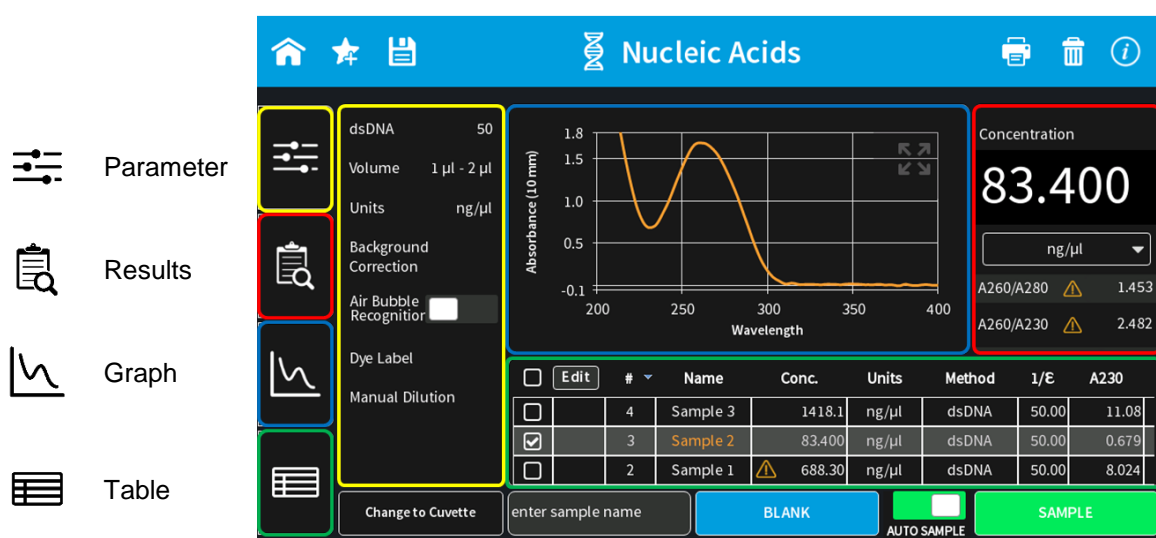 Nucleic Acids
i
Parameter
Results
Graph
Table
dsDNA 50
Volume 1 µl - 2 µl
Units ng/µl
Background
Correction
Air Bubble
Recognition
Dye Label
Manual Dilution
Absorbance (10 mm)
1.8
1.5
1.0
0.5
-0.1
200 250 300 350 400
Wavelength
Concentration
83.400
ng/µl
A260/A280 1.453
A260/A230 2.482
Edit # Name Conc. Units Method 1/Ɛ A230
4 Sample 3 1418.1 ng/µl dsDNA 50.00 11.08
3 Sample 2 83.400 ng/µl dsDNA 50.00 0.679
2 Sample 1 688.30 ng/µl dsDNA 50.00 8.024
Change to Cuvette enter sample name BLANK AUTO SAMPLE SAMPLE